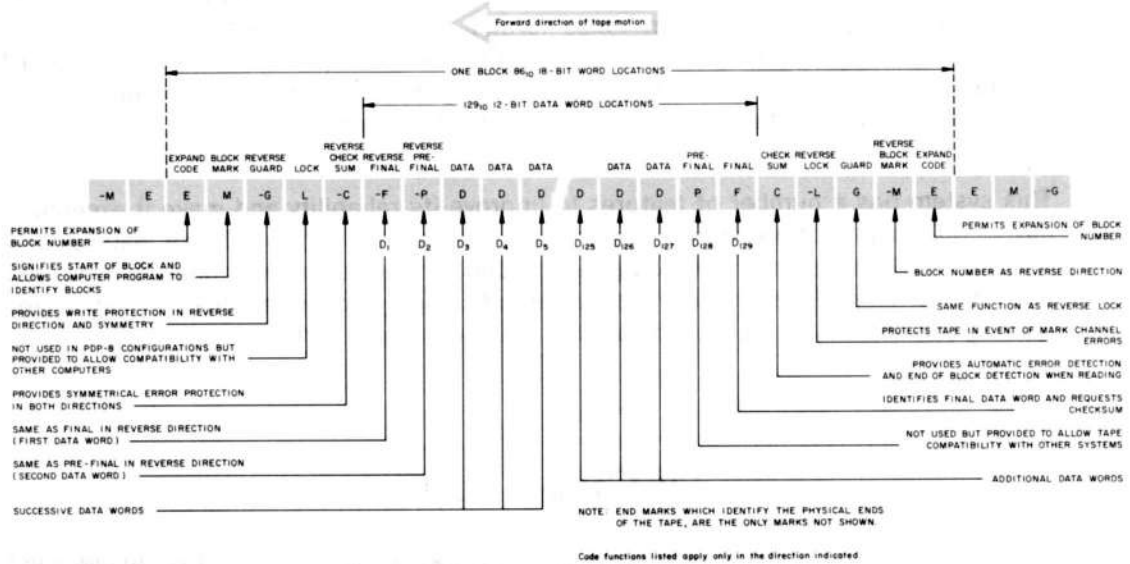 Forward direction of tape motion
ONE BLOCK 86₁₀ 18-BIT WORD LOCATIONS
129₁₀ 12-BIT DATA WORD LOCATIONS
EXPAND CODE
BLOCK MARK
REVERSE GUARD
LOCK
REVERSE CHECK SUM
REVERSE FINAL
REVERSE PRE-FINAL
DATA
DATA
DATA
DATA
DATA
DATA
PRE-FINAL
FINAL
CHECK SUM
REVERSE LOCK
GUARD
REVERSE BLOCK MARK
EXPAND CODE
-M E E M -G L -C -F -P D D D D D D P F C -L G -M E E M -G
D₁ D₂ D₃ D₄ D₅ D₁₂₅ D₁₂₆ D₁₂₇ D₁₂₈ D₁₂₉
PERMITS EXPANSION OF
BLOCK NUMBER
SIGNIFIES START OF BLOCK AND
ALLOWS COMPUTER PROGRAM TO
IDENTIFY BLOCKS
PROVIDES WRITE PROTECTION IN REVERSE
DIRECTION AND SYMMETRY
NOT USED IN PDP-8 CONFIGURATIONS BUT
PROVIDED TO ALLOW COMPATIBILITY WITH
OTHER COMPUTERS
PROVIDES SYMMETRICAL ERROR PROTECTION
IN BOTH DIRECTIONS
SAME AS FINAL IN REVERSE DIRECTION
(FIRST DATA WORD)
SAME AS PRE-FINAL IN REVERSE DIRECTION
(SECOND DATA WORD)
SUCCESSIVE DATA WORDS
PERMITS EXPANSION OF BLOCK
NUMBER
BLOCK NUMBER AS REVERSE DIRECTION
SAME FUNCTION AS REVERSE LOCK
PROTECTS TAPE IN EVENT OF MARK CHANNEL
ERRORS
PROVIDES AUTOMATIC ERROR DETECTION
AND END OF BLOCK DETECTION WHEN READING
IDENTIFIES FINAL DATA WORD AND REQUESTS
CHECKSUM
NOT USED BUT PROVIDED TO ALLOW TAPE
COMPATIBILITY WITH OTHER SYSTEMS
ADDITIONAL DATA WORDS
NOTE: END MARKS WHICH IDENTIFY THE PHYSICAL ENDS
OF THE TAPE, ARE THE ONLY MARKS NOT SHOWN.
Code functions listed apply only in the direction indicated.